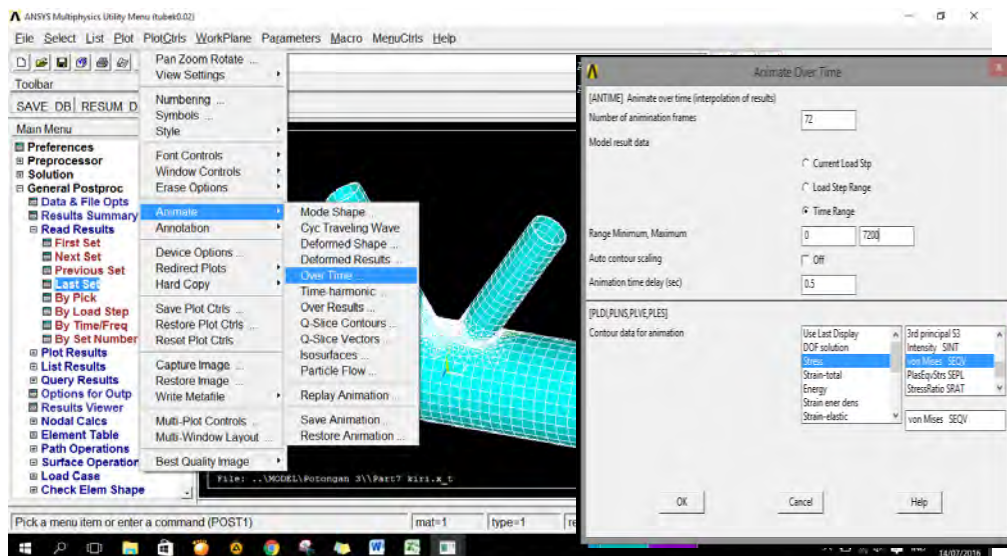 ANSYS Multiphysics Utility Menu (tubek0.02)
File Select List Plot PlotCtrls WorkPlane Parameters Macro MenuCtrls Help
Toolbar
SAVE_DB RESUM_D
Main Menu
Preferences
Preprocessor
Solution
General Postproc
Data & File Opts
Results Summary
Read Results
First Set
Next Set
Previous Set
Last Set
By Pick
By Load Step
By Time/Freq
By Set Number
Plot Results
List Results
Query Results
Options for Outp
Results Viewer
Nodal Calcs
Element Table
Path Operations
Surface Operation
Load Case
Check Elem Shape
Pan Zoom Rotate ...
View Settings
Numbering ...
Symbols ...
Style
Font Controls
Window Controls
Erase Options
Animate
Annotation
Device Options ...
Redirect Plots
Hard Copy
Save Plot Ctrls ...
Restore Plot Ctrls ...
Reset Plot Ctrls
Capture Image ...
Restore Image ...
Write Metafile
Multi-Plot Controls ...
Multi-Window Layout ...
Best Quality Image
Mode Shape ...
Cyc Traveling Wave ...
Deformed Shape ...
Deformed Results ...
Over Time ...
Time-harmonic ...
Over Results ...
Q-Slice Contours ...
Q-Slice Vectors ...
Isosurfaces ...
Particle Flow ...
Replay Animation ...
Save Animation ...
Restore Animation ...
File: ..\MODEL\Potongan 3\\Part7 kiri.x_t
Pick a menu item or enter a command (POST1)
mat=1
type=1
Animate Over Time
[ANTIME] Animate over time (interpolation of results)
Number of animination frames
72
Model result data
Current Load Stp
Load Step Range
Time Range
Range Minimum, Maximum
0
7200
Auto contour scaling
Off
Animation time delay (sec)
0.5
[PLDI,PLNS,PLVE,PLES]
Contour data for animation
Use Last Display
DOF solution
Stress
Strain-total
Energy
Strain ener dens
Strain-elastic
3rd principal S3
Intensity SINT
von Mises SEQV
PlasEqvStrs SEPL
StressRatio SRAT
von Mises SEQV
OK
Cancel
Help
14/07/2016